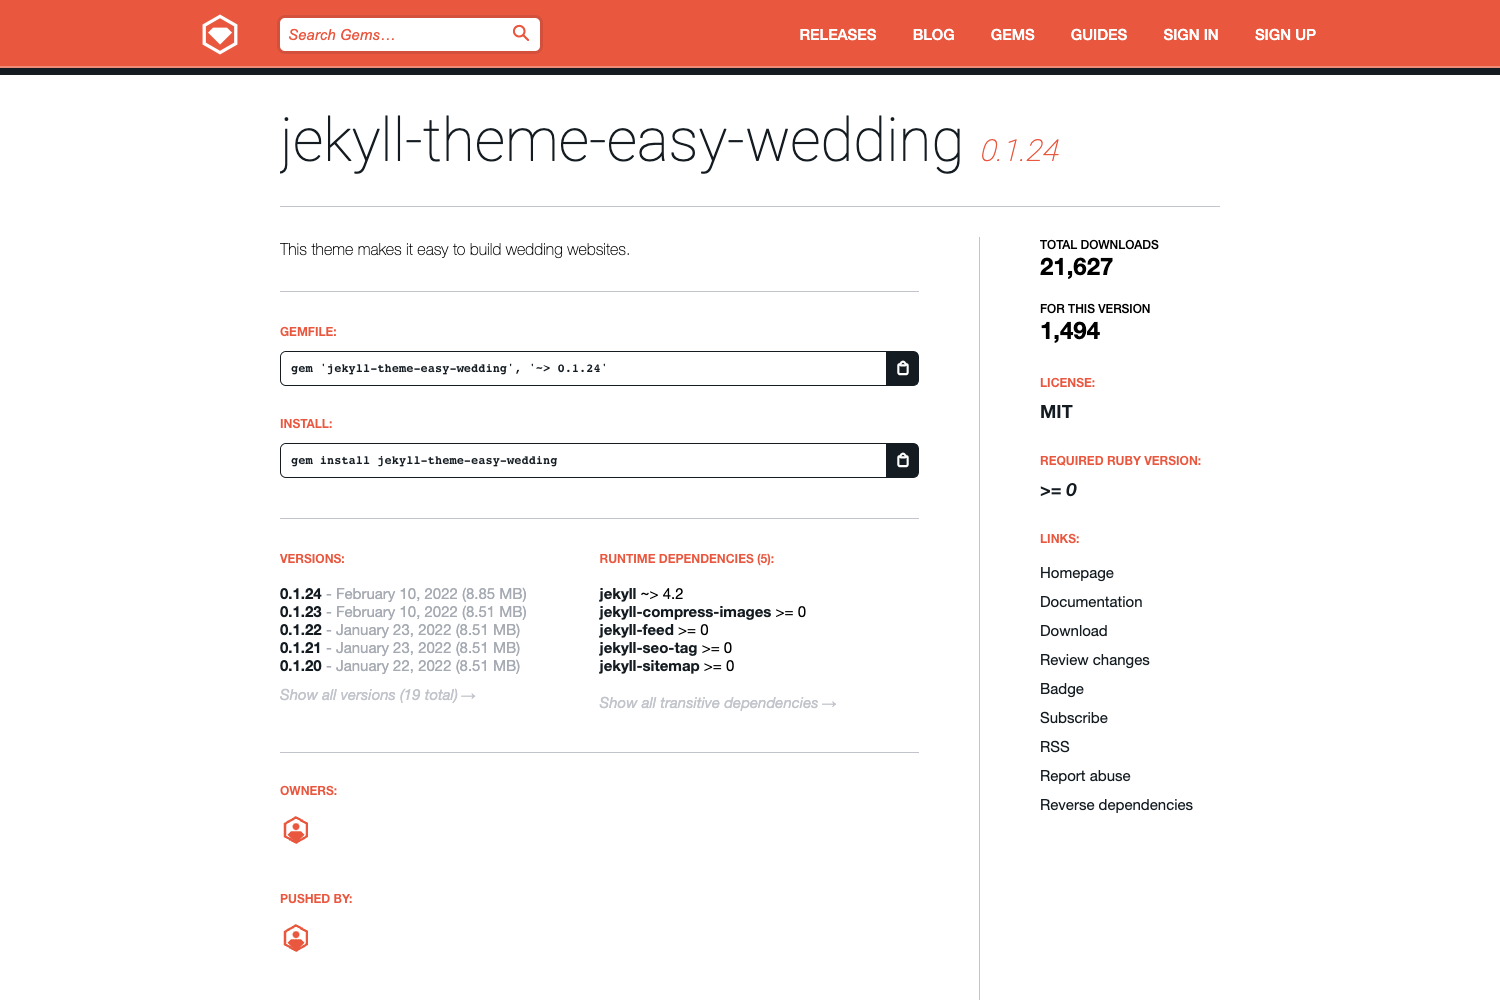 Search Gems…
RELEASES
BLOG
GEMS
GUIDES
SIGN IN
SIGN UP
jekyll-theme-easy-wedding 0.1.24
This theme makes it easy to build wedding websites.
GEMFILE:
gem 'jekyll-theme-easy-wedding', '~> 0.1.24'
INSTALL:
gem install jekyll-theme-easy-wedding
VERSIONS:
0.1.24 - February 10, 2022 (8.85 MB)
0.1.23 - February 10, 2022 (8.51 MB)
0.1.22 - January 23, 2022 (8.51 MB)
0.1.21 - January 23, 2022 (8.51 MB)
0.1.20 - January 22, 2022 (8.51 MB)
Show all versions (19 total) →
RUNTIME DEPENDENCIES (5):
jekyll ~> 4.2
jekyll-compress-images >= 0
jekyll-feed >= 0
jekyll-seo-tag >= 0
jekyll-sitemap >= 0
Show all transitive dependencies →
OWNERS:
PUSHED BY:
TOTAL DOWNLOADS
21,627
FOR THIS VERSION
1,494
LICENSE:
MIT
REQUIRED RUBY VERSION:
>= 0
LINKS:
Homepage
Documentation
Download
Review changes
Badge
Subscribe
RSS
Report abuse
Reverse dependencies